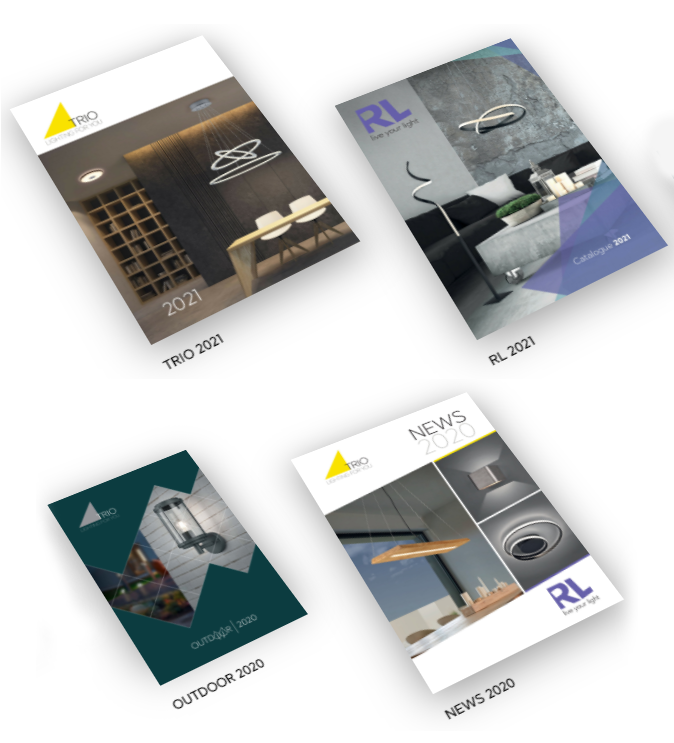 TRIO
LIGHTING FOR YOU
2021
TRIO 2021
RL
live your light
Catalogue 2021
RL 2021
TRIO
LIGHTING FOR YOU
OUTDOOR | 2020
OUTDOOR 2020
NEWS
2020
TRIO
LIGHTING FOR YOU
RL
live your light
NEWS 2020